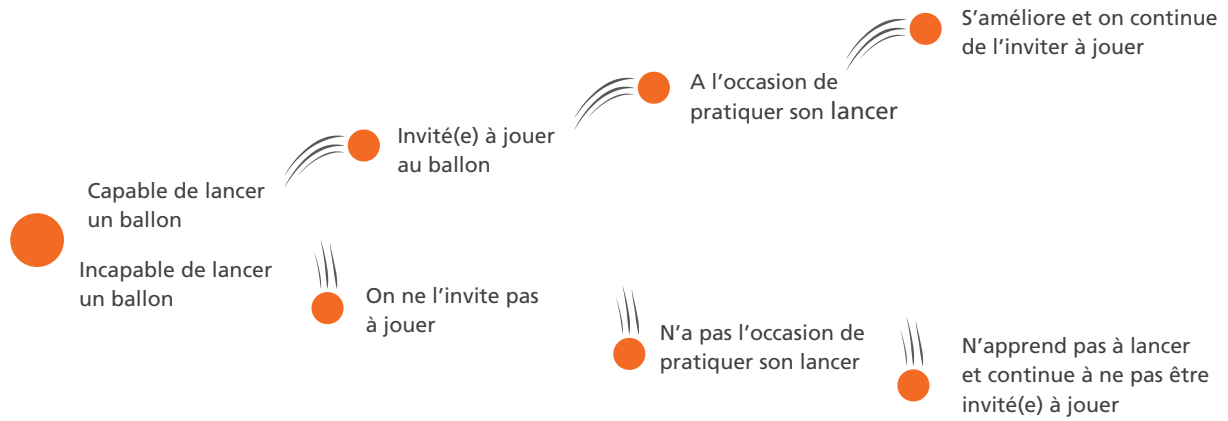 S’améliore et on continue
de l’inviter à jouer
A l’occasion de
pratiquer son lancer
Invité(e) à jouer
au ballon
Capable de lancer
un ballon
Incapable de lancer
un ballon
On ne l’invite pas
à jouer
N’a pas l’occasion de
pratiquer son lancer
N’apprend pas à lancer
et continue à ne pas être
invité(e) à jouer